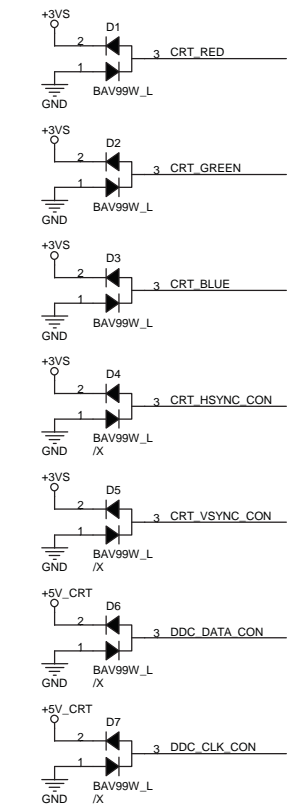 +3VS
D1
2
3 CRT_RED
1
BAV99W_L
GND
+3VS
D2
2
3 CRT_GREEN
1
BAV99W_L
GND
+3VS
D3
2
3 CRT_BLUE
1
BAV99W_L
GND
+3VS
D4
2
3 CRT_HSYNC_CON
1
BAV99W_L
GND /X
+3VS
D5
2
3 CRT_VSYNC_CON
1
BAV99W_L
GND /X
+5V_CRT
D6
2
3 DDC_DATA_CON
1
BAV99W_L
GND /X
+5V_CRT
D7
2
3 DDC_CLK_CON
1
BAV99W_L
GND /X